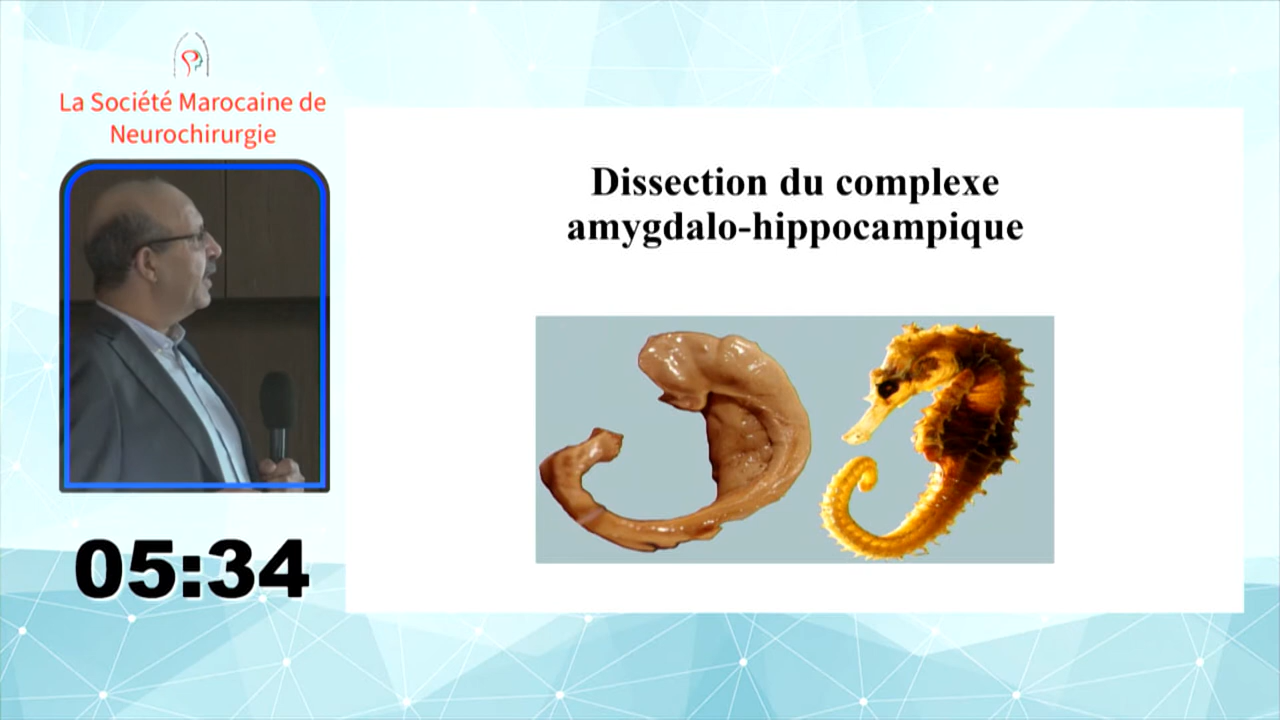 La Société Marocaine de
Neurochirurgie
05:34
Dissection du complexe
amygdalo-hippocampique